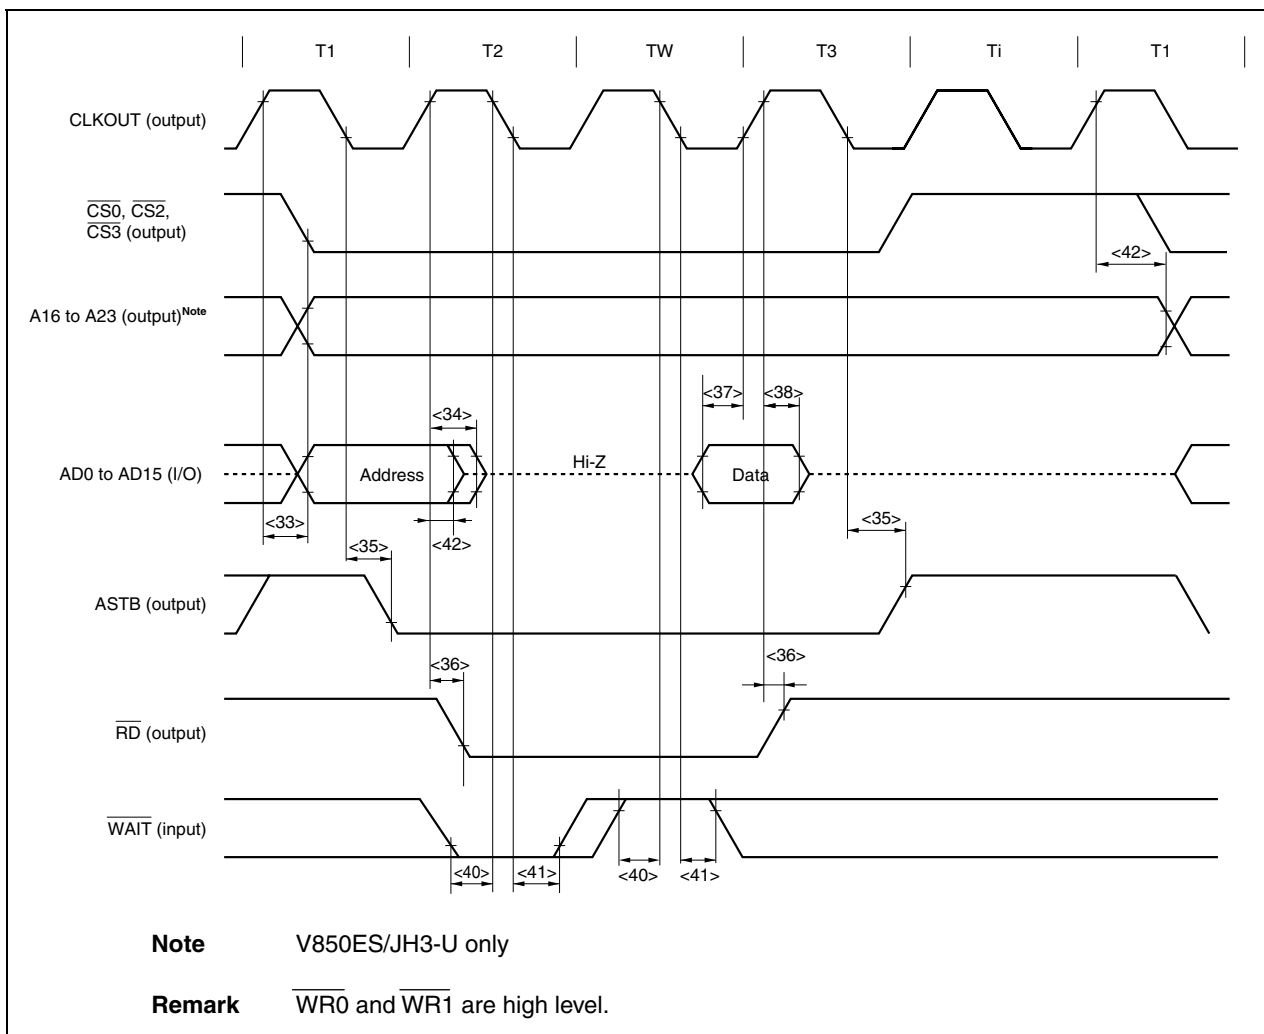 T1 T2 TW T3 Ti T1
CLKOUT (output)
CS0, CS2,
CS3 (output)
<42>
A16 to A23 (output)Note
<37> <38>
<34>
AD0 to AD15 (I/O) Address Hi-Z Data
<33> <42>
<35> <35>
ASTB (output)
<36> <36>
RD (output)
WAIT (input)
<40> <41> <40> <41>
Note V850ES/JH3-U only
Remark WR0 and WR1 are high level.